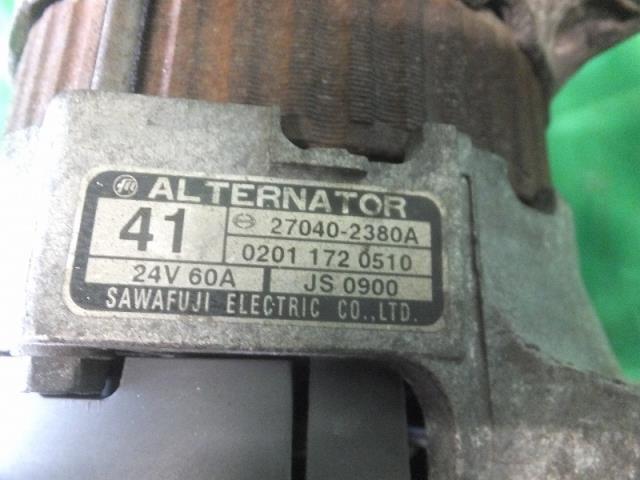 ALTERNATOR
41
27040-2380A
0201 172 0510
24V 60A
JS 0900
SAWAFUJI ELECTRIC CO.,LTD.